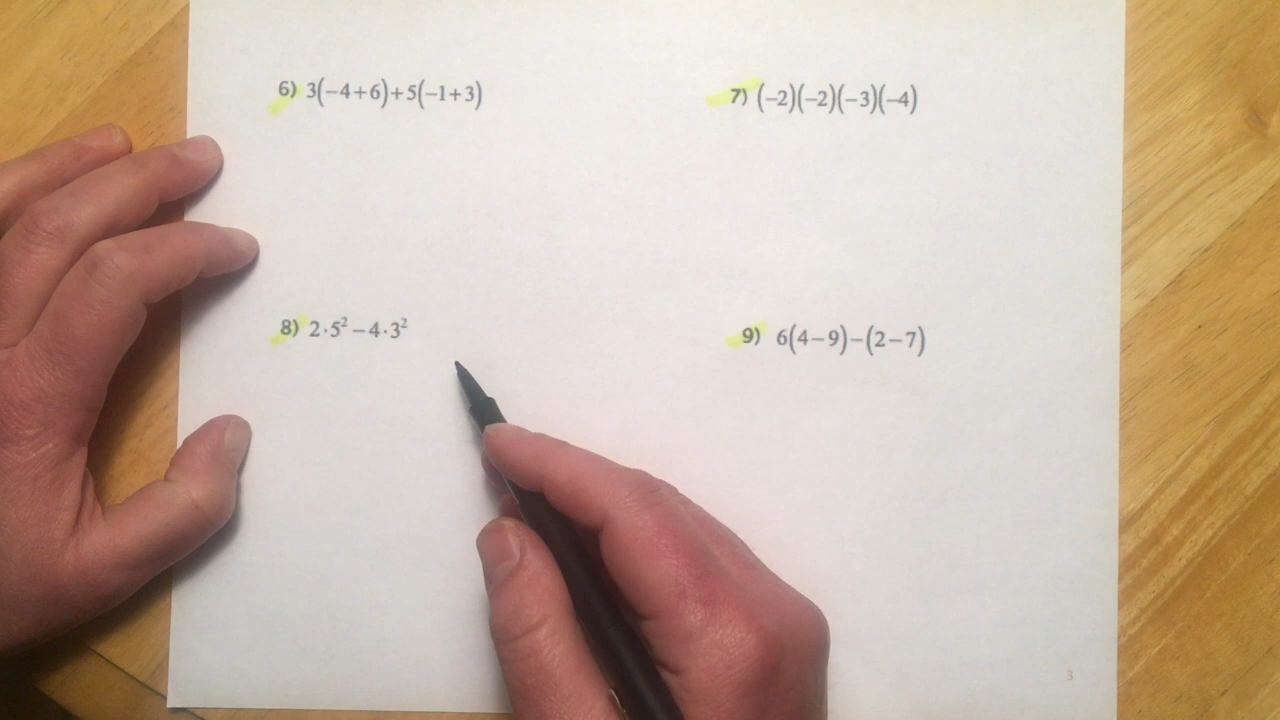 6) 3(−4+6)+5(−1+3)
7) (−2)(−2)(−3)(−4)
8) 2·5² − 4·3²
9) 6(4−9)−(2−7)
3